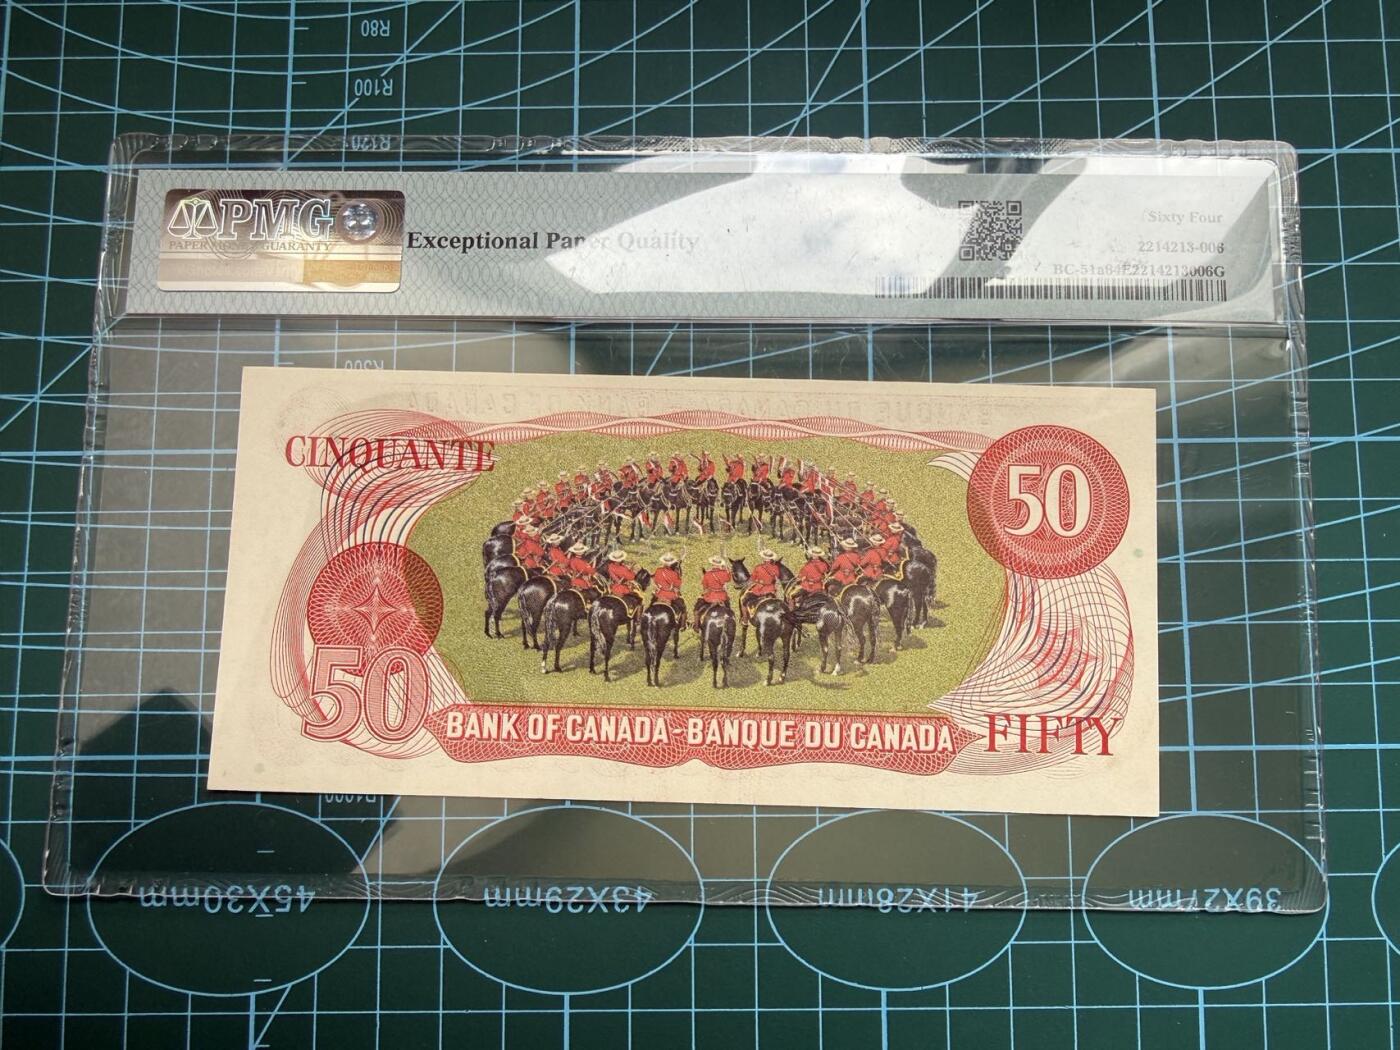 R80
R100
R120
PMG
PAPER MONEY GUARANTY
Exceptional Paper Quality
Sixty Four
2214213-006
BC-51a64E2214213006G
CINQUANTE
50
50
BANK OF CANADA - BANQUE DU CANADA
FIFTY
45X30mm
43X29mm
41X28mm
39X27mm